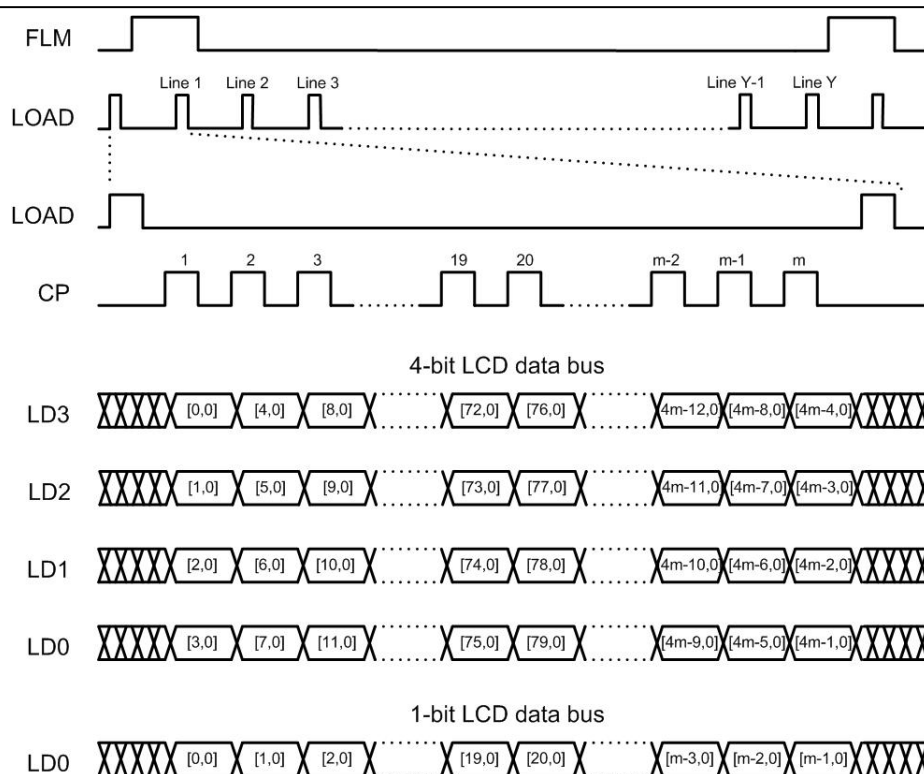 FLM
Line 1 Line 2 Line 3 Line Y-1 Line Y
LOAD
LOAD
1 2 3 19 20 m-2 m-1 m
CP
4-bit LCD data bus
LD3 [0,0] [4,0] [8,0] [72,0] [76,0] 4m-12,0] [4m-8,0] [4m-4,0]
LD2 [1,0] [5,0] [9,0] [73,0] [77,0] 4m-11,0 [4m-7,0] [4m-3,0]
LD1 [2,0] [6,0] [10,0] [74,0] [78,0] 4m-10,0] [4m-6,0] [4m-2,0]
LD0 [3,0] [7,0] [11,0] [75,0] [79,0] [4m-9,0] [4m-5,0] [4m-1,0]
1-bit LCD data bus
LD0 [0,0] [1,0] [2,0] [19,0] [20,0] [m-3,0] [m-2,0] [m-1,0]